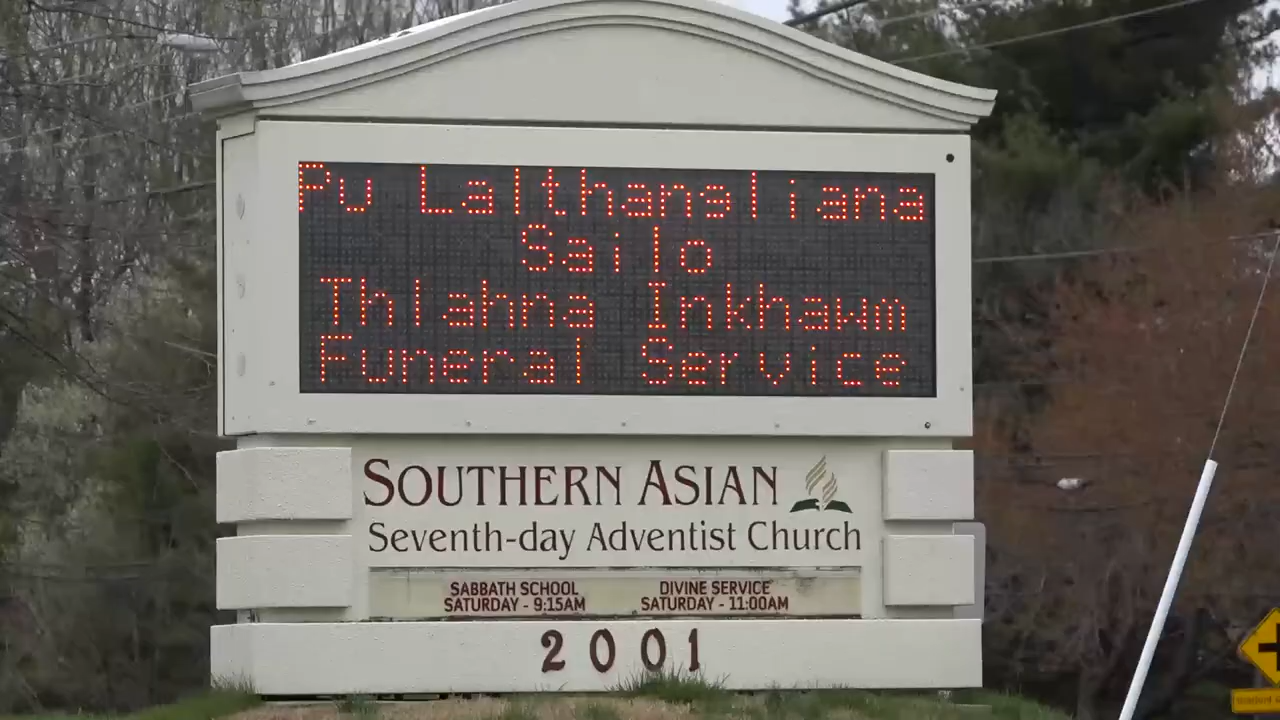 Pu Lalthangliana
Sailo
Thlahna Inkhawm
Funeral Service
SOUTHERN ASIAN
Seventh-day Adventist Church
SABBATH SCHOOL
SATURDAY - 9:15AM
DIVINE SERVICE
SATURDAY - 11:00AM
2001